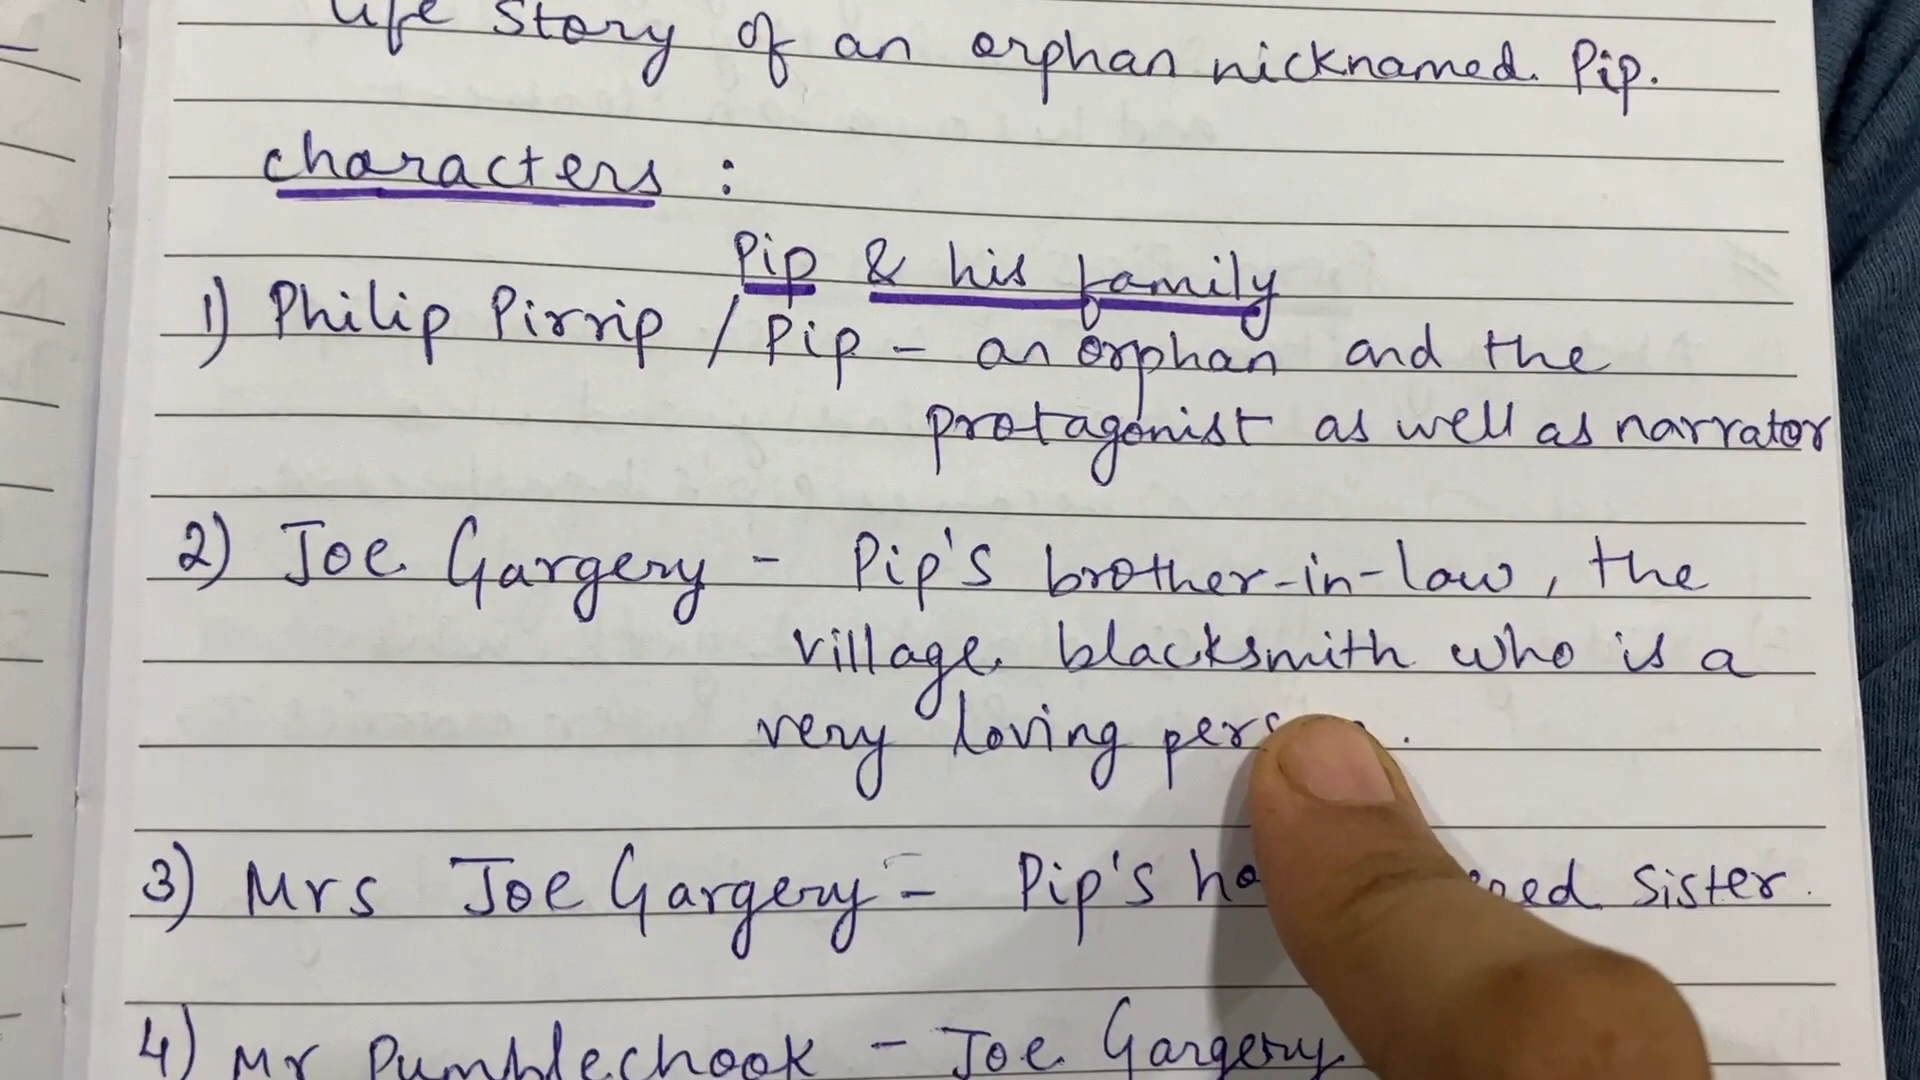 life story of an orphan nicknamed Pip.
characters :
Pip & his family
1) Philip Pirrip / Pip - an orphan and the
protagonist as well as narrator
2) Joe Gargery - Pip's brother-in-law, the
village blacksmith who is a
very loving
3) Mrs Joe Gargery - Pip's sister.
4) Mr Pumblechook - Joe Gargery